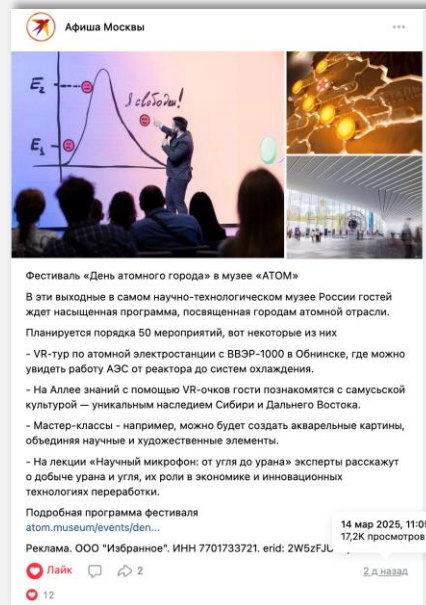 Афиша Москвы
E₂
Я свободы!
E₁
Фестиваль «День атомного города» в музее «АТОМ»
В эти выходные в самом научно-технологическом музее России гостей
ждет насыщенная программа, посвященная городам атомной отрасли.
Планируется порядка 50 мероприятий, вот некоторые из них
- VR-тур по атомной электростанции с ВВЭР-1000 в Обнинске, где можно
увидеть работу АЭС от реактора до систем охлаждения.
- На Аллее знаний с помощью VR-очков гости познакомятся с самусьской
культурой — уникальным наследием Сибири и Дальнего Востока.
- Мастер-классы - например, можно будет создать акварельные картины,
объединяя научные и художественные элементы.
- На лекции «Научный микрофон: от угля до урана» эксперты расскажут
о добыче урана и угля, их роли в экономике и инновационных
технологиях переработки.
Подробная программа фестиваля
atom.museum/events/den...
14 мар 2025, 11:05
17,2K просмотров
Реклама. ООО "Избранное". ИНН 7701733721. erid: 2W5zFJ
Лайк 2
2 д назад
12